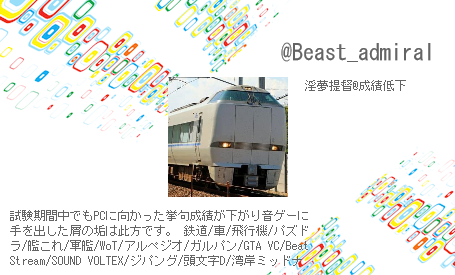 @Beast_admiral
淫夢提督@成績低下
試験期間中でもPCに向かった挙句成績が下がり音ゲーに
手を出した屑の垢は此方です。 鉄道/車/飛行機/パズド
ラ/艦これ/軍艦/WoT/アルペジオ/ガルパン/GTA VC/Beat
Stream/SOUND VOLTEX/ジパング/頭文字D/湾岸ミッドナ